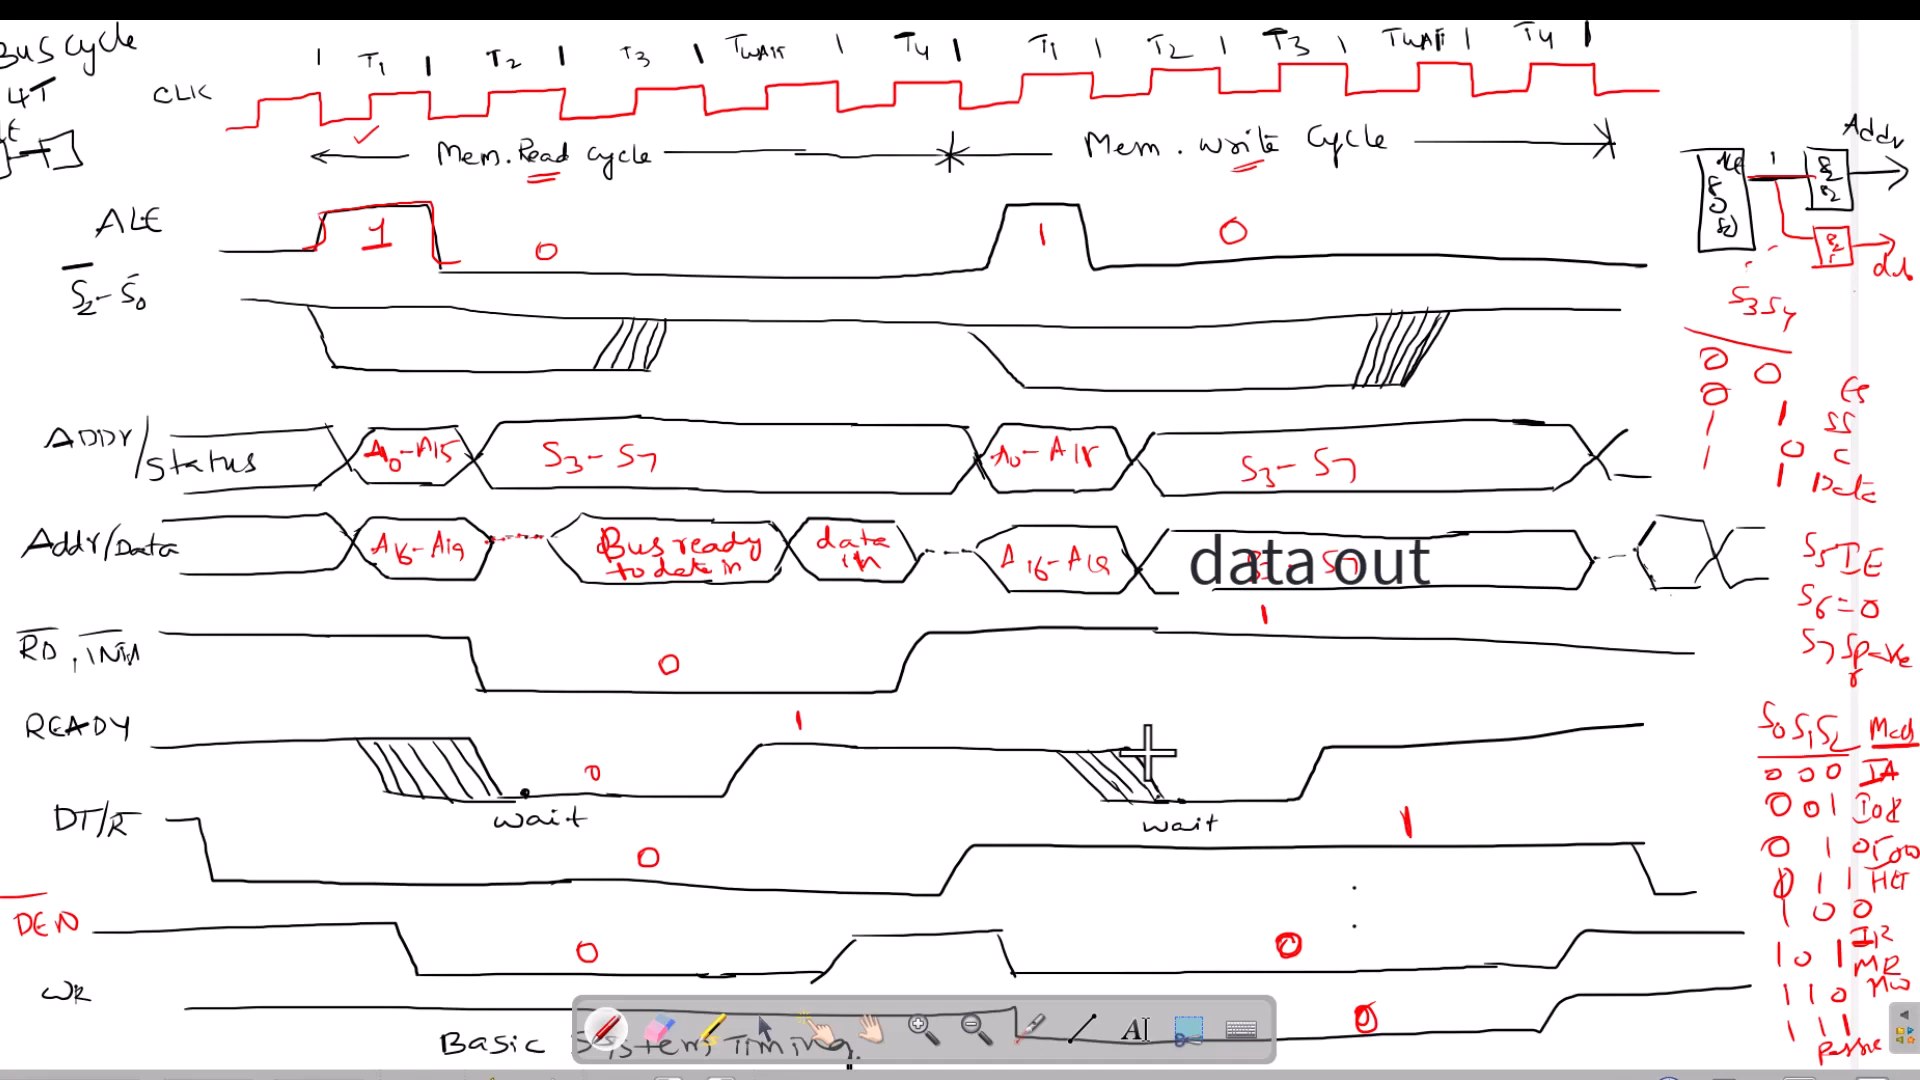 Bus cycle
4T
T1 T2 T3 TWAIT T4 T1 T2 T3 TWAIT T4
CLK
Mem. Read cycle Mem. write cycle
Addr
ALE 1 0 1 0
S̅2-S̅0
S3 S4
0 0 ES
0 1 SS
1 0 C
1 1 Data
ADDr/status A0-A15 S3-S7 A0-A15 S3-S7
Addr/Data A16-A19 Bus ready to data in data in A16-A19 data out
S5 IE
S6=0
S7 Spare
R̅D̅, I̅N̅T̅A̅ 0 1
READY 0 1
wait wait
DT/R̅ 0 1
D̅E̅N̅ 0 0
WR 0
S0 S1 S2
0 0 0 IA
0 0 1 IOR
0 1 0 IOW
0 1 1 HLT
1 0 0
1 0 1 MR
1 1 0 MW
1 1 1
Passive
Basic System Timing.